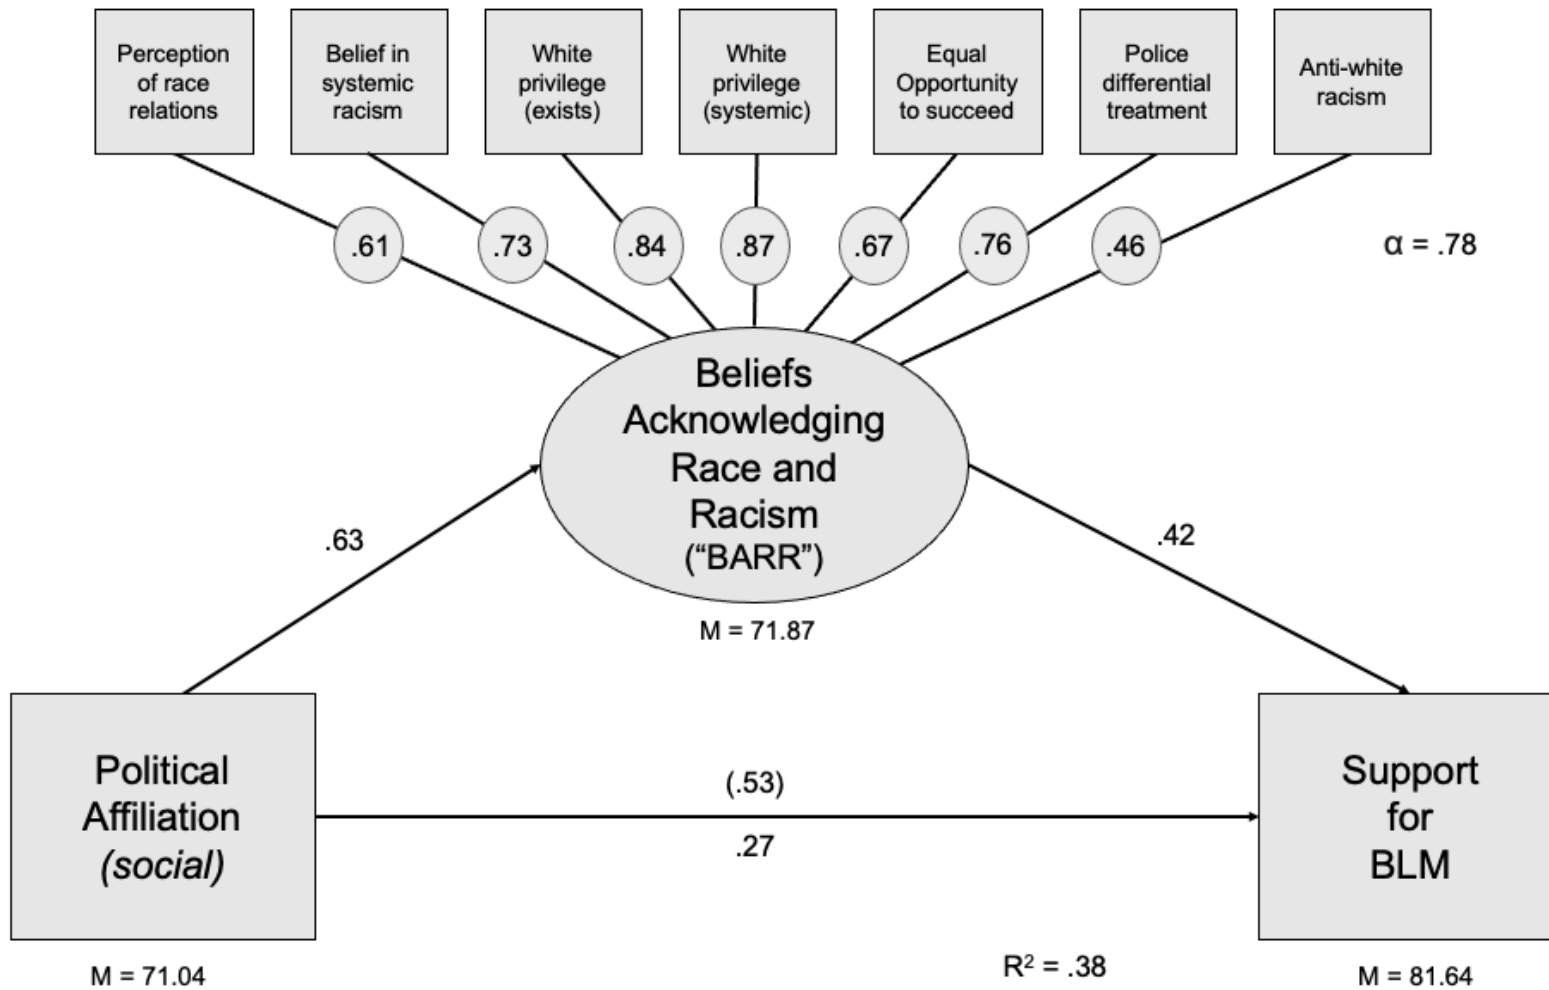 Perception
of race
relations
Belief in
systemic
racism
White
privilege
(exists)
White
privilege
(systemic)
Equal
Opportunity
to succeed
Police
differential
treatment
Anti-white
racism
.61
.73
.84
.87
.67
.76
.46
α = .78
Beliefs
Acknowledging
Race and
Racism
(“BARR”)
M = 71.87
.63
.42
Political
Affiliation
(social)
M = 71.04
(.53)
.27
R² = .38
Support
for
BLM
M = 81.64